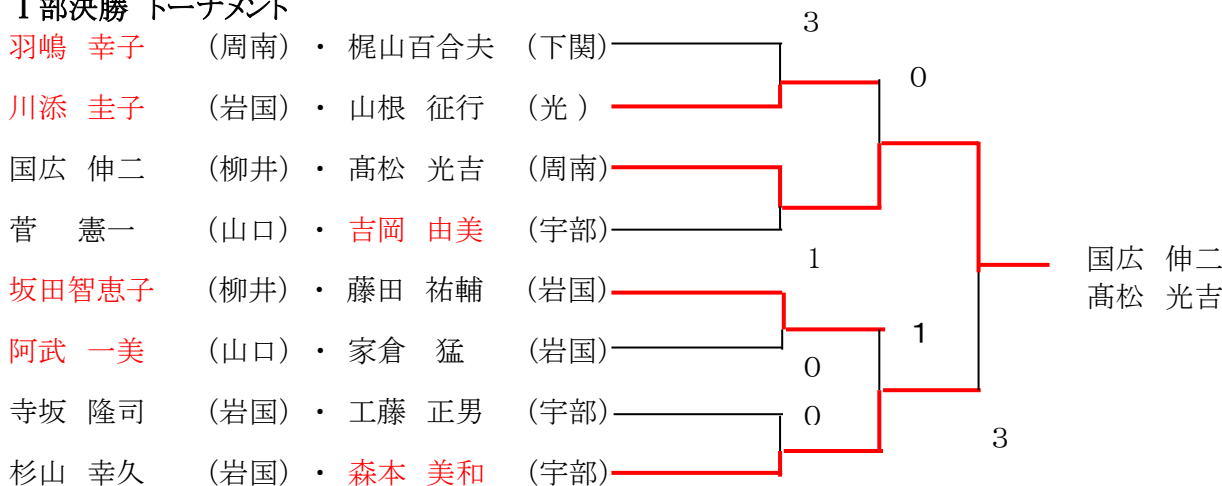 Ⅰ部決勝 トーナメント
3
羽嶋 幸子 (周南) ・ 梶山百合夫 (下関)
0
川添 圭子 (岩国) ・ 山根 征行 (光 )
国広 伸二 (柳井) ・ 髙松 光吉 (周南)
菅 憲一 (山口) ・ 吉岡 由美 (宇部)
1
国広 伸二
髙松 光吉
坂田智恵子 (柳井) ・ 藤田 祐輔 (岩国)
1
阿武 一美 (山口) ・ 家倉 猛 (岩国)
0
寺坂 隆司 (岩国) ・ 工藤 正男 (宇部)
0
3
杉山 幸久 (岩国) ・ 森本 美和 (宇部)